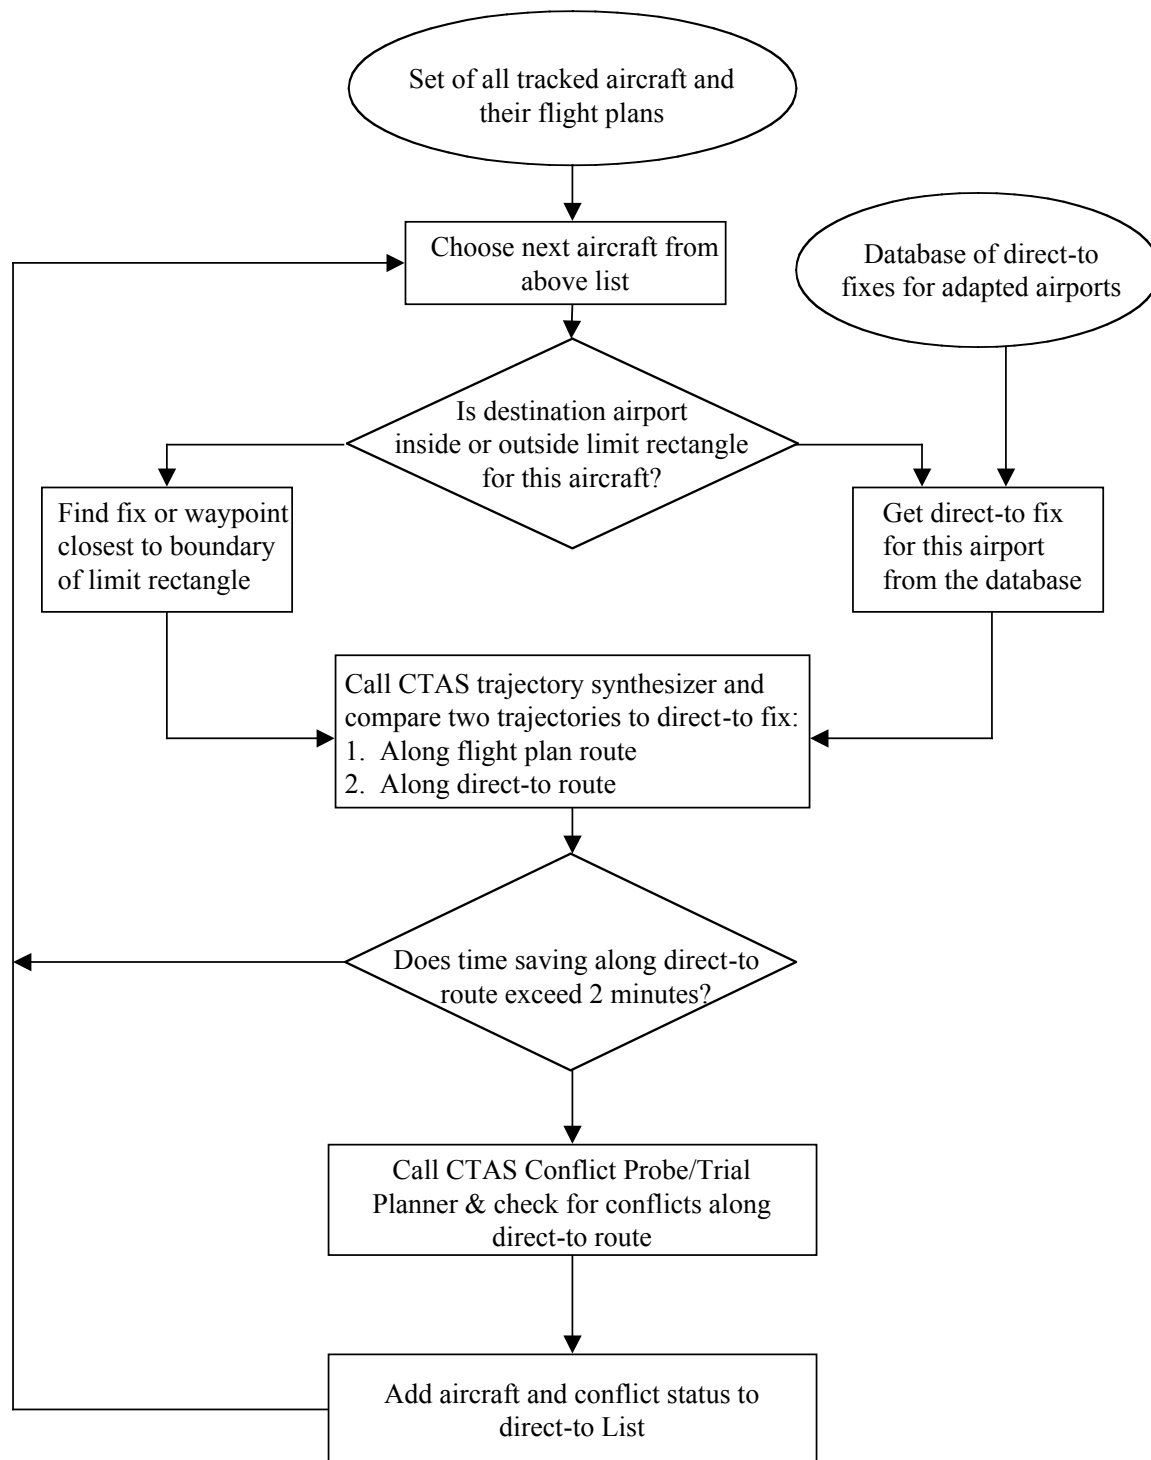 Set of all tracked aircraft and
their flight plans
Choose next aircraft from
above list
Database of direct-to
fixes for adapted airports
Is destination airport
inside or outside limit rectangle
for this aircraft?
Find fix or waypoint
closest to boundary
of limit rectangle
Get direct-to fix
for this airport
from the database
Call CTAS trajectory synthesizer and
compare two trajectories to direct-to fix:
1. Along flight plan route
2. Along direct-to route
Does time saving along direct-to
route exceed 2 minutes?
Call CTAS Conflict Probe/Trial
Planner & check for conflicts along
direct-to route
Add aircraft and conflict status to
direct-to List